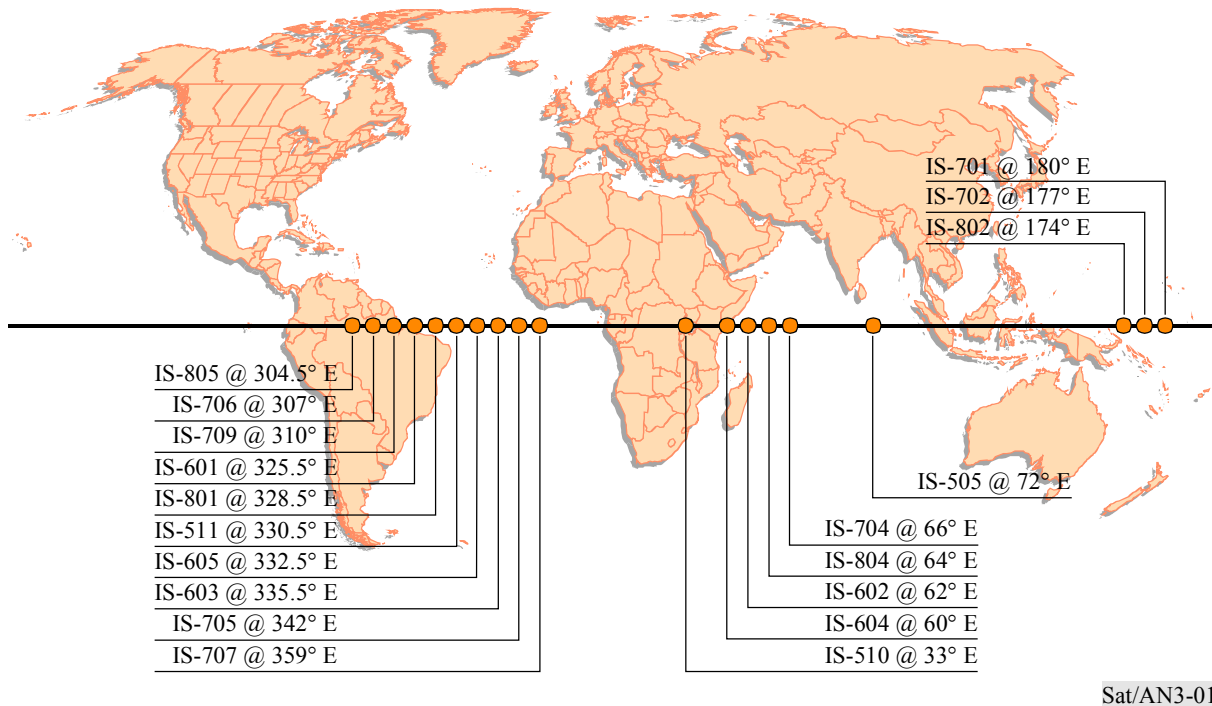 IS-701 @ 180° E
IS-702 @ 177° E
IS-802 @ 174° E
IS-805 @ 304.5° E
IS-706 @ 307° E
IS-709 @ 310° E
IS-601 @ 325.5° E
IS-801 @ 328.5° E
IS-511 @ 330.5° E
IS-605 @ 332.5° E
IS-603 @ 335.5° E
IS-705 @ 342° E
IS-707 @ 359° E
IS-505 @ 72° E
IS-704 @ 66° E
IS-804 @ 64° E
IS-602 @ 62° E
IS-604 @ 60° E
IS-510 @ 33° E
Sat/AN3-01